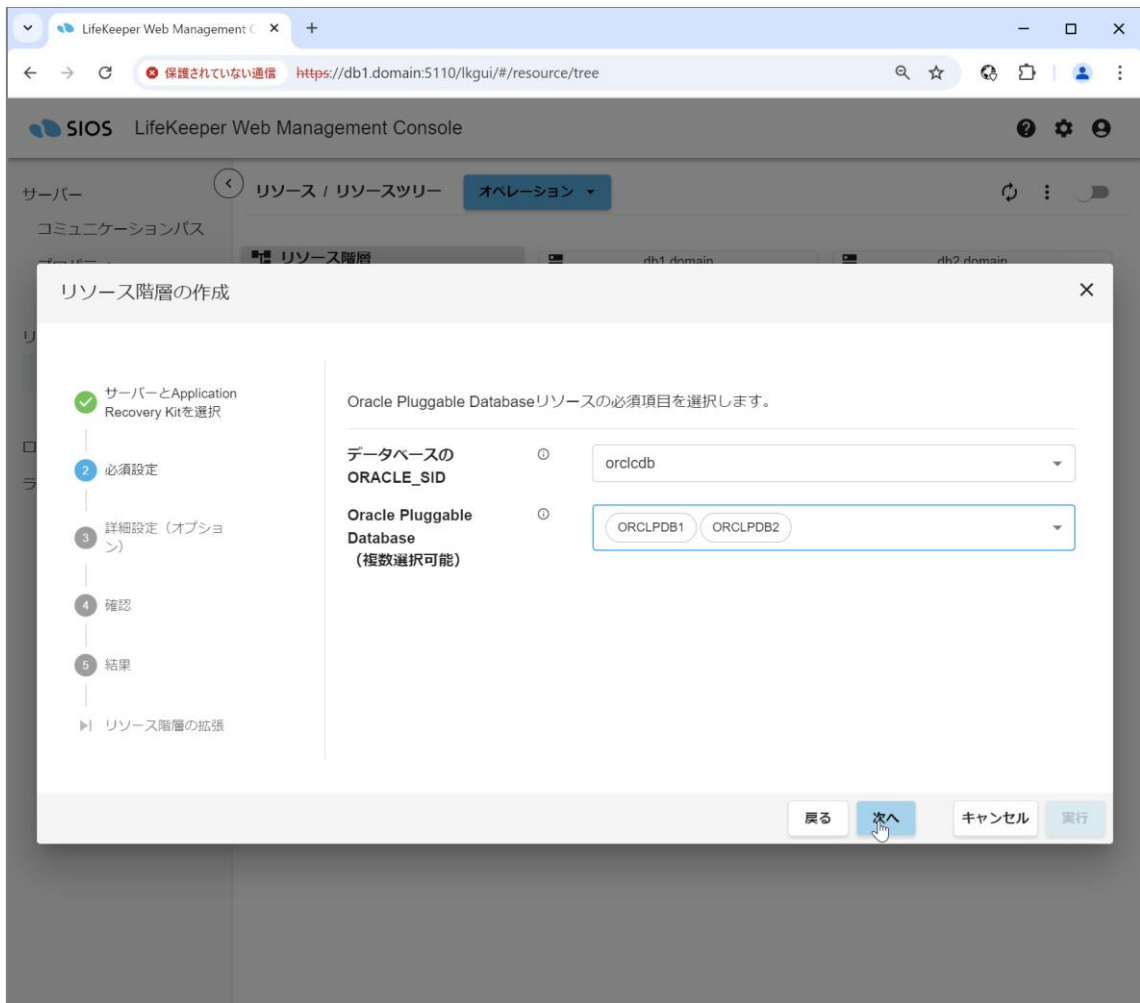 LifeKeeper Web Management C
保護されていない通信 https://db1.domain:5110/lkgui/#/resource/tree
SIOS LifeKeeper Web Management Console
サーバー
リソース / リソースツリー オペレーション
コミュニケーションパス
リソース階層 db1.domain db2.domain
リソース階層の作成
リ
ロ
ラ
サーバーとApplication
Recovery Kitを選択
2 必須設定
3 詳細設定（オプショ
ン）
4 確認
5 結果
リソース階層の拡張
Oracle Pluggable Databaseリソースの必須項目を選択します。
データベースの
ORACLE_SID
orclcdb
Oracle Pluggable
Database
（複数選択可能）
ORCLPDB1 ORCLPDB2
戻る 次へ キャンセル 実行